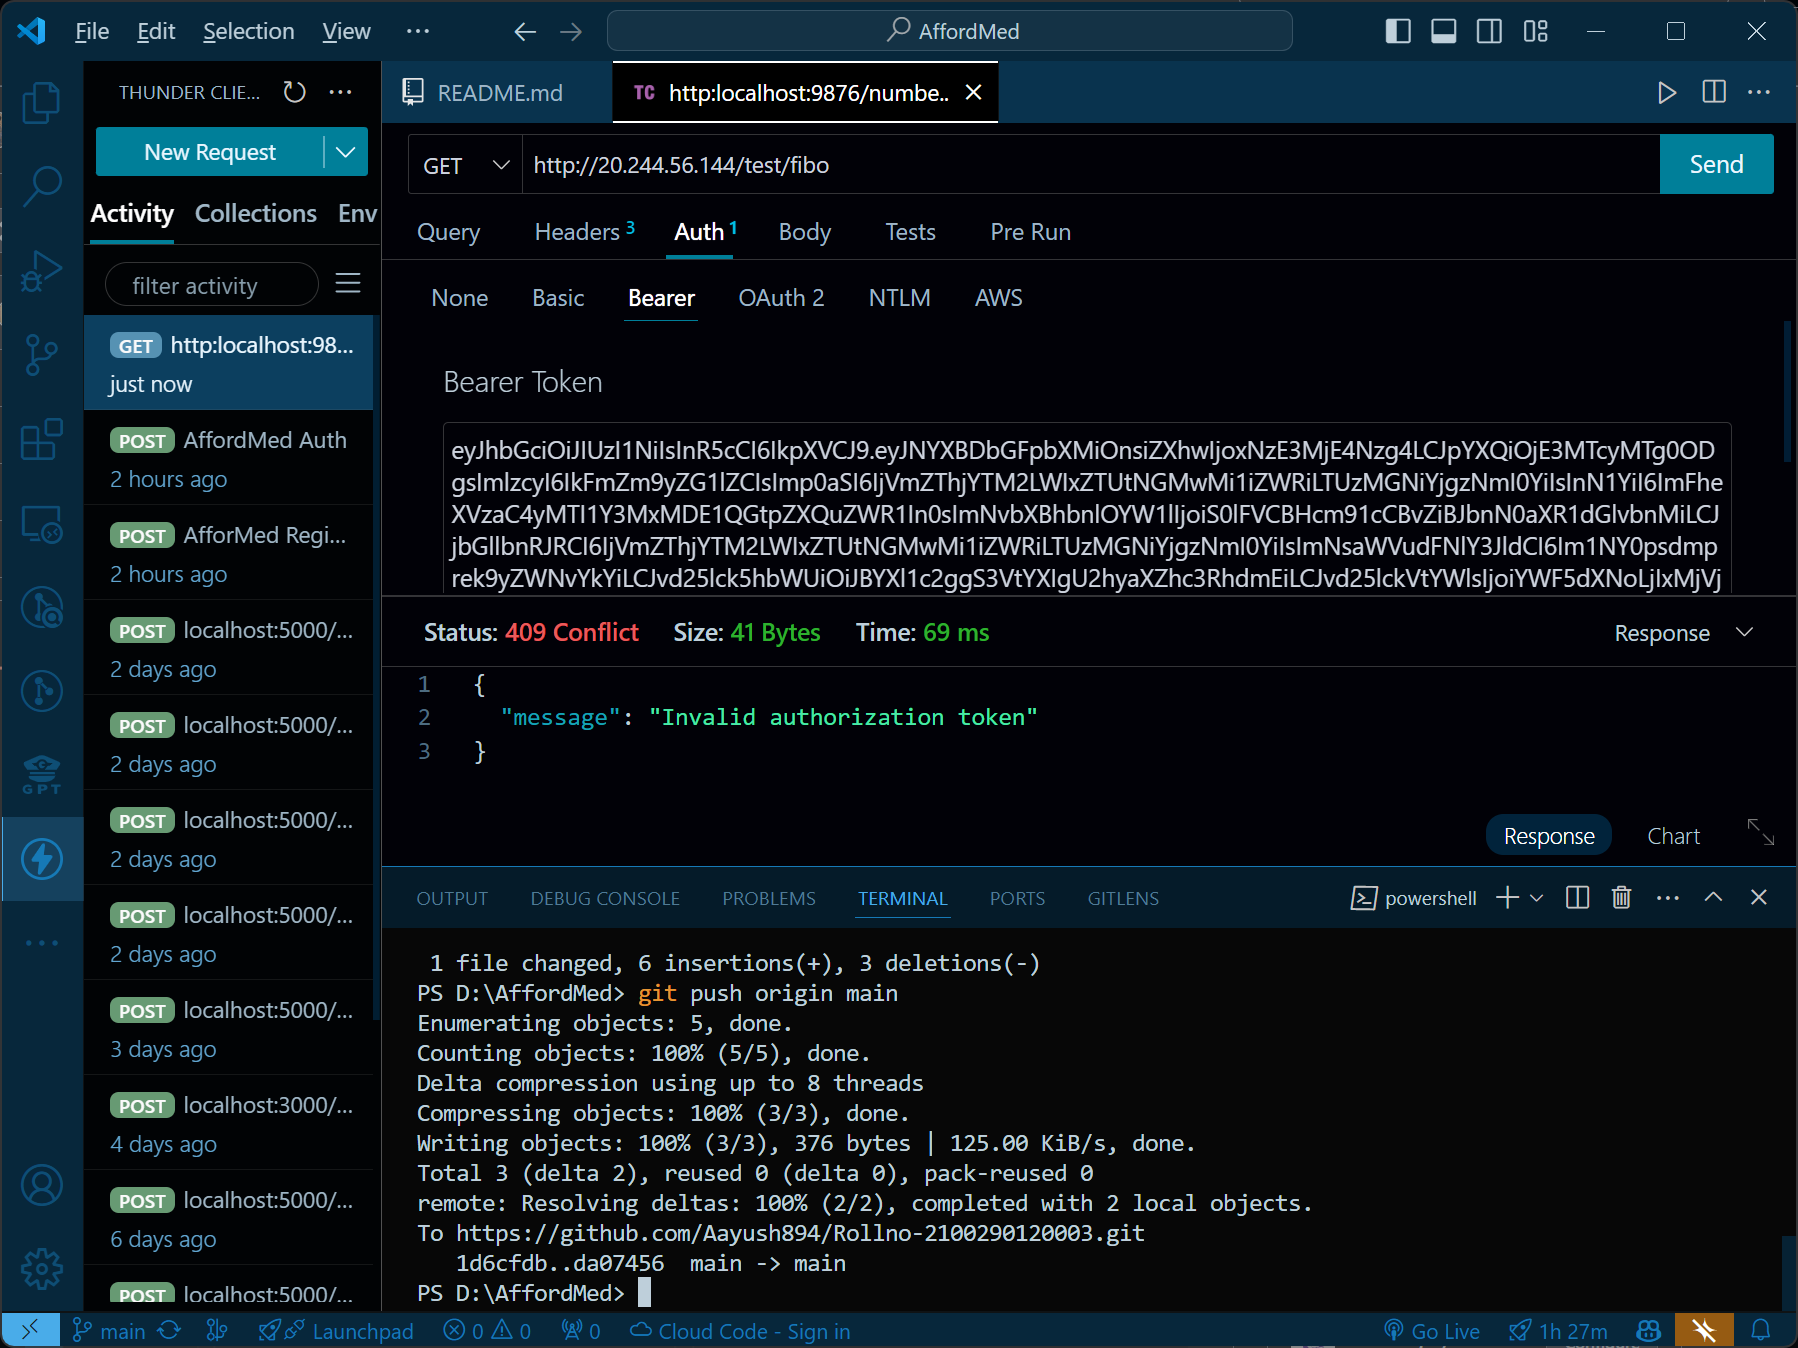 File Edit Selection View ··· AffordMed
THUNDER CLIE... ···
New Request
Activity Collections Env
filter activity
GET http:localhost:98...
just now
POST AffordMed Auth
2 hours ago
POST AfforMed Regi...
2 hours ago
POST localhost:5000/...
2 days ago
POST localhost:5000/...
2 days ago
POST localhost:5000/...
2 days ago
POST localhost:5000/...
2 days ago
POST localhost:5000/...
3 days ago
POST localhost:3000/...
4 days ago
POST localhost:5000/...
6 days ago
POST localhost:5000/...
GPT
README.md
TC http:localhost:9876/numbe..
GET http://20.244.56.144/test/fibo Send
Query Headers 3 Auth 1 Body Tests Pre Run
None Basic Bearer OAuth 2 NTLM AWS
Bearer Token
Status: 409 Conflict Size: 41 Bytes Time: 69 ms Response
1 {
2 "message": "Invalid authorization token"
3 }
Response Chart
OUTPUT DEBUG CONSOLE PROBLEMS TERMINAL PORTS GITLENS powershell
1 file changed, 6 insertions(+), 3 deletions(-)
PS D:\AffordMed> git push origin main
Enumerating objects: 5, done.
Counting objects: 100% (5/5), done.
Delta compression using up to 8 threads
Compressing objects: 100% (3/3), done.
Writing objects: 100% (3/3), 376 bytes | 125.00 KiB/s, done.
Total 3 (delta 2), reused 0 (delta 0), pack-reused 0
remote: Resolving deltas: 100% (2/2), completed with 2 local objects.
To https://github.com/Aayush894/Rollno-2100290120003.git
1d6cfdb..da07456 main -> main
PS D:\AffordMed>
main Launchpad 0 0 0 Cloud Code - Sign in Go Live 1h 27m